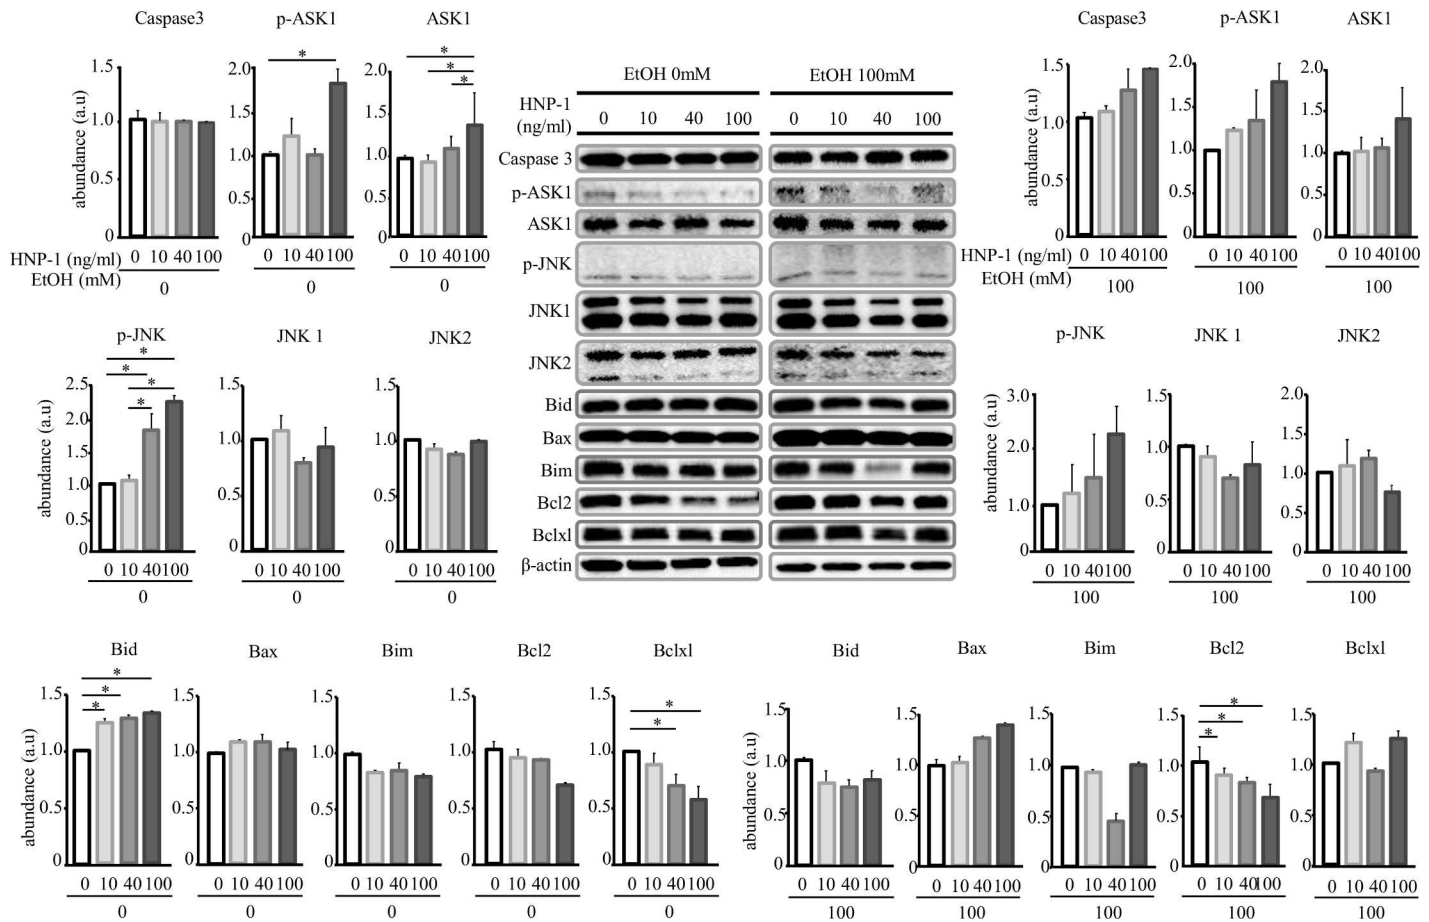 Caspase3 p-ASK1 ASK1
abundance (a.u)
1.5 1.0 0.5 0
2.0 1.5 1.0 0.5 0
2.0 1.5 1.0 0.5 0
*
* * *
HNP-1 (ng/ml) 0 10 40 100 0 10 40 100 0 10 40 100
EtOH (mM) 0 0 0
p-JNK JNK 1 JNK2
abundance (a.u)
* * * *
2.5 2.0 1.5 1.0 0.5 0
1.5 1.0 0.5 0
1.5 1.0 0.5 0
0 10 40 100 0 10 40 100 0 10 40 100
0 0 0
EtOH 0mM EtOH 100mM
HNP-1
(ng/ml) 0 10 40 100 0 10 40 100
Caspase 3
p-ASK1
ASK1
p-JNK
JNK1
JNK2
Bid
Bax
Bim
Bcl2
Bclxl
β-actin
Caspase3 p-ASK1 ASK1
abundance (a.u)
1.5 1.0 0.5 0
2.0 1.5 1.0 0.5 0
2.0 1.5 1.0 0.5 0
HNP-1 (ng/ml) 0 10 40 100 0 10 40 100 0 10 40 100
EtOH (mM) 100 100 100
p-JNK JNK 1 JNK2
abundance (a.u)
3.0 2.0 1.0 0
1.5 1.0 0.5 0
2.0 1.5 1.0 0.5 0
0 10 40 100 0 10 40 100 0 10 40 100
100 100 100
Bid Bax Bim Bcl2 Bclxl
abundance (a.u)
* * *
* *
1.5 1.0 0.5 0
1.5 1.0 1.5 0
1.5 1.0 1.5 0
1.5 1.0 1.5 0
1.5 1.0 0.5 0
0 10 40 100 0 10 40 100 0 10 40 100 0 10 40 100 0 10 40 100
0 0 0 0 0
Bid Bax Bim Bcl2 Bclxl
abundance (a.u)
* * *
1.5 1.0 0.5 0
1.5 1.0 0.5 0
1.5 1.0 0.5 0
1.5 1.0 0.5 0
1.5 1.0 0.5 0
0 10 40 100 0 10 40 100 0 10 40 100 0 10 40 100 0 10 40 100
100 100 100 100 100